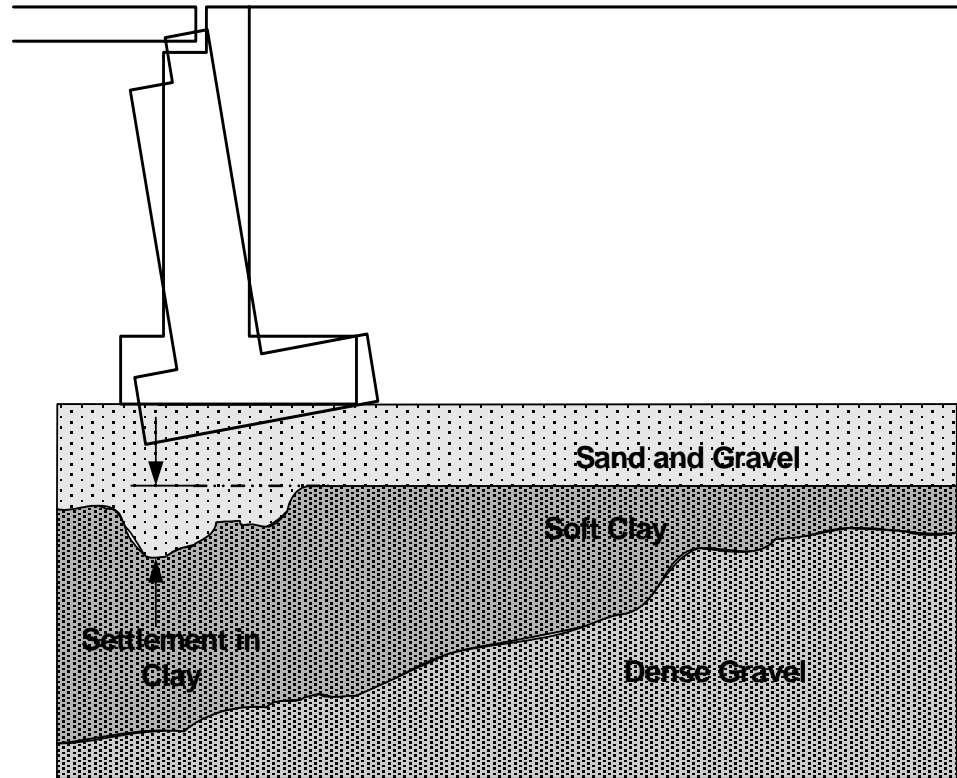 Sand and Gravel
Soft Clay
Settlement in
Clay
Dense Gravel